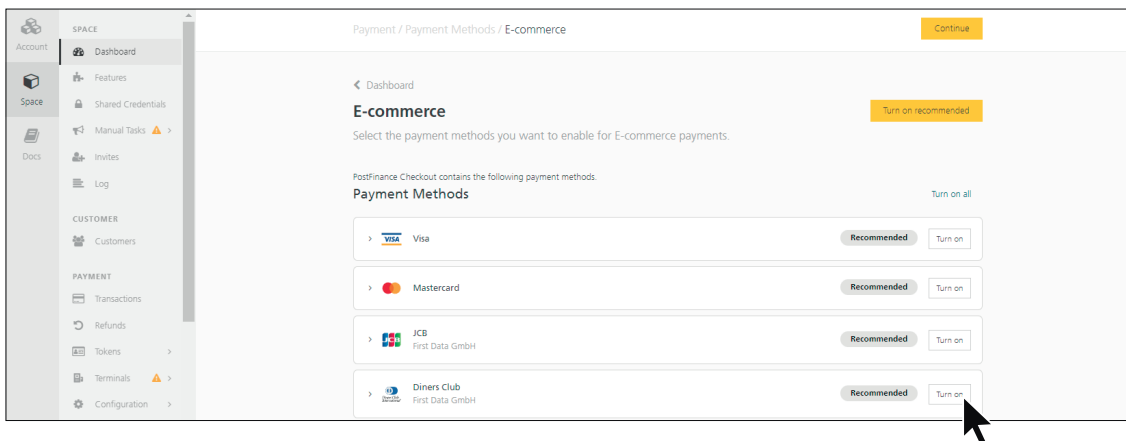 Account
Space
Docs
SPACE
Dashboard
Features
Shared Credentials
Manual Tasks
Invites
Log
CUSTOMER
Customers
PAYMENT
Transactions
Refunds
Tokens
Terminals
Configuration
Payment / Payment Methods / E-commerce
Continue
Dashboard
E-commerce
Turn on recommended
Select the payment methods you want to enable for E-commerce payments.
PostFinance Checkout contains the following payment methods.
Payment Methods
Turn on all
VISA Visa Recommended Turn on
Mastercard Recommended Turn on
JCB JCB Recommended Turn on
First Data GmbH
Diners Club Recommended Turn on
First Data GmbH